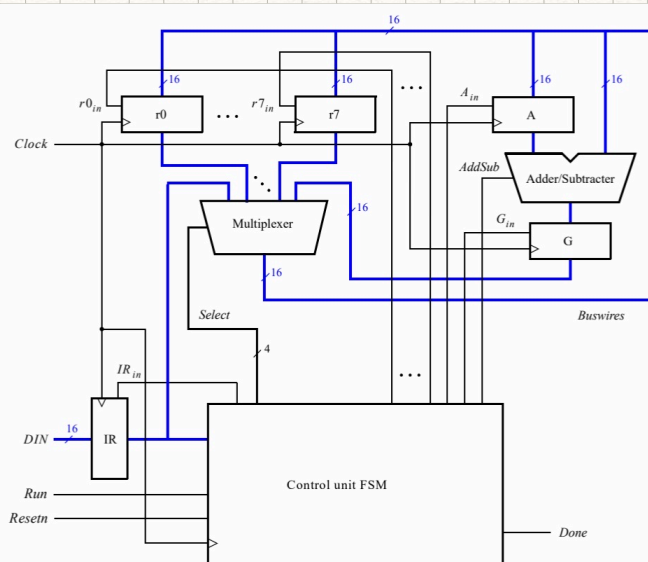 16
16
16
16
16
r0in
r0
• • •
r7in
r7
• • •
Ain
A
Clock
AddSub
Adder/Subtracter
Multiplexer
16
Gin
G
16
Select
Buswires
4
IRin
• • •
16
DIN
IR
Control unit FSM
Run
Resetn
Done